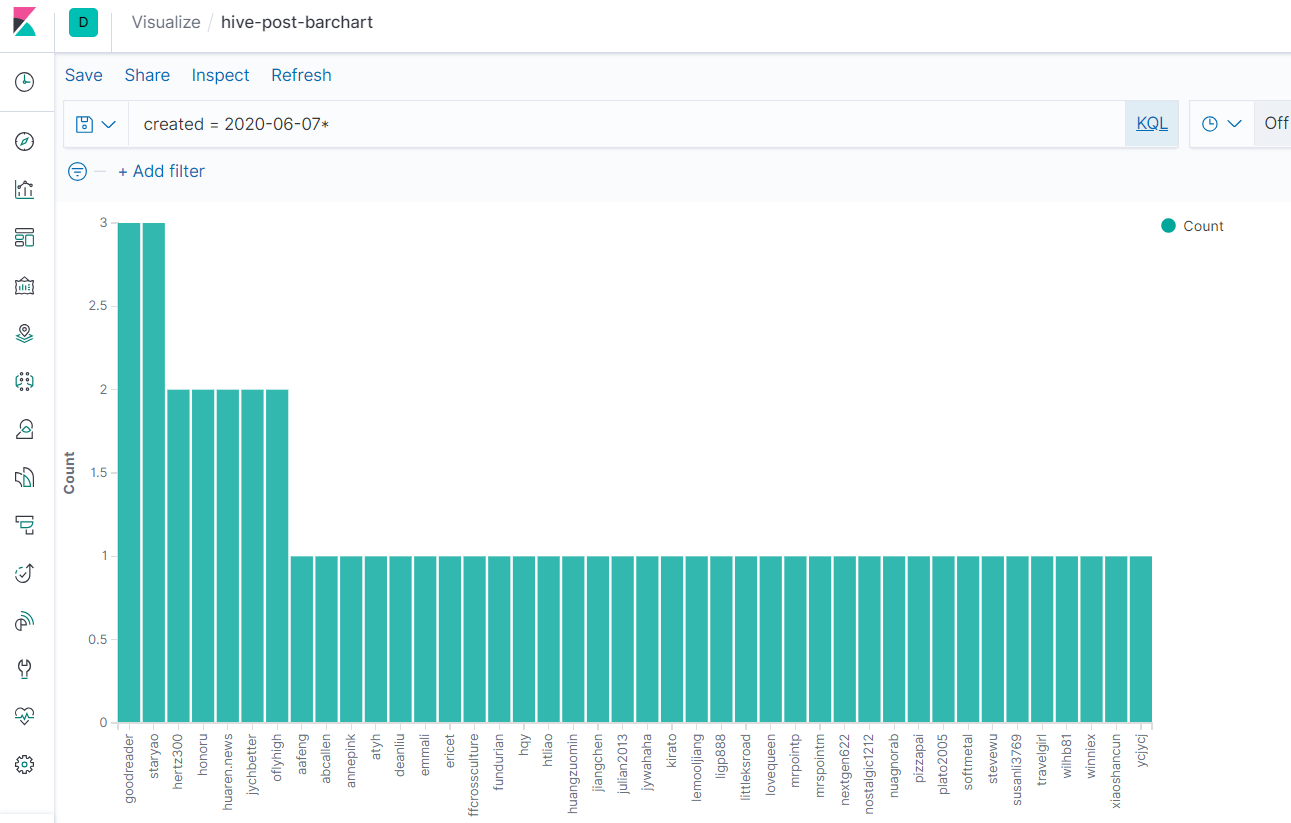 D Visualize / hive-post-barchart
Save Share Inspect Refresh
created = 2020-06-07* KQL Off
+ Add filter
3
2.5
2
1.5
1
0.5
0
Count
Count
goodreader
stanyao
hertz300
honoru
huaren.news
jychbetter
oflyhigh
aafeng
abcallen
annepink
atyh
deanliu
emmali
ericet
ffcrossculture
fundurian
hqy
htliao
huangzuomin
jiangchen
julian2013
jywahaha
kirato
lemooljiang
ligp888
littleksroad
lovequeen
mrpointp
mrspointm
nextgen622
nostalgic1212
nuagnorab
pizzapai
plato2005
softmetal
stevewu
susanli3769
travelgirl
wilhb81
winniex
xiaoshancun
ycjycj